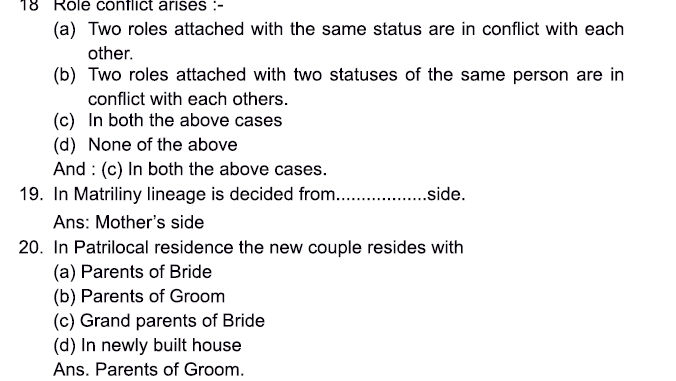 18 Role conflict arises :-
(a) Two roles attached with the same status are in conflict with each
other.
(b) Two roles attached with two statuses of the same person are in
conflict with each others.
(c) In both the above cases
(d) None of the above
And : (c) In both the above cases.
19. In Matriliny lineage is decided from..................side.
Ans: Mother's side
20. In Patrilocal residence the new couple resides with
(a) Parents of Bride
(b) Parents of Groom
(c) Grand parents of Bride
(d) In newly built house
Ans. Parents of Groom.